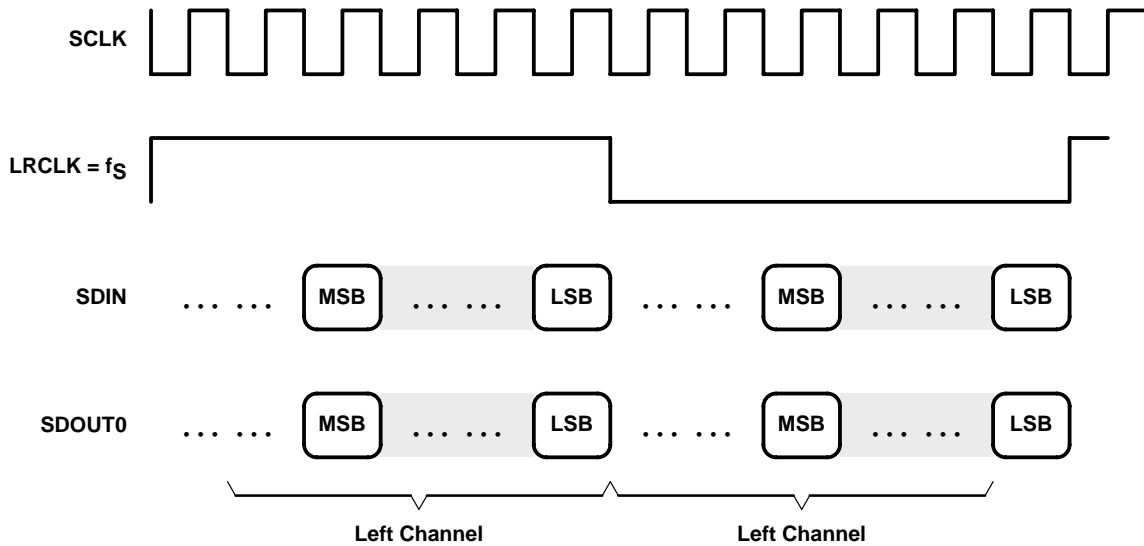 SCLK
LRCLK = fS
SDIN
... ... MSB ... ... LSB ... ... MSB ... ... LSB
SDOUT0
... ... MSB ... ... LSB ... ... MSB ... ... LSB
Left Channel
Left Channel